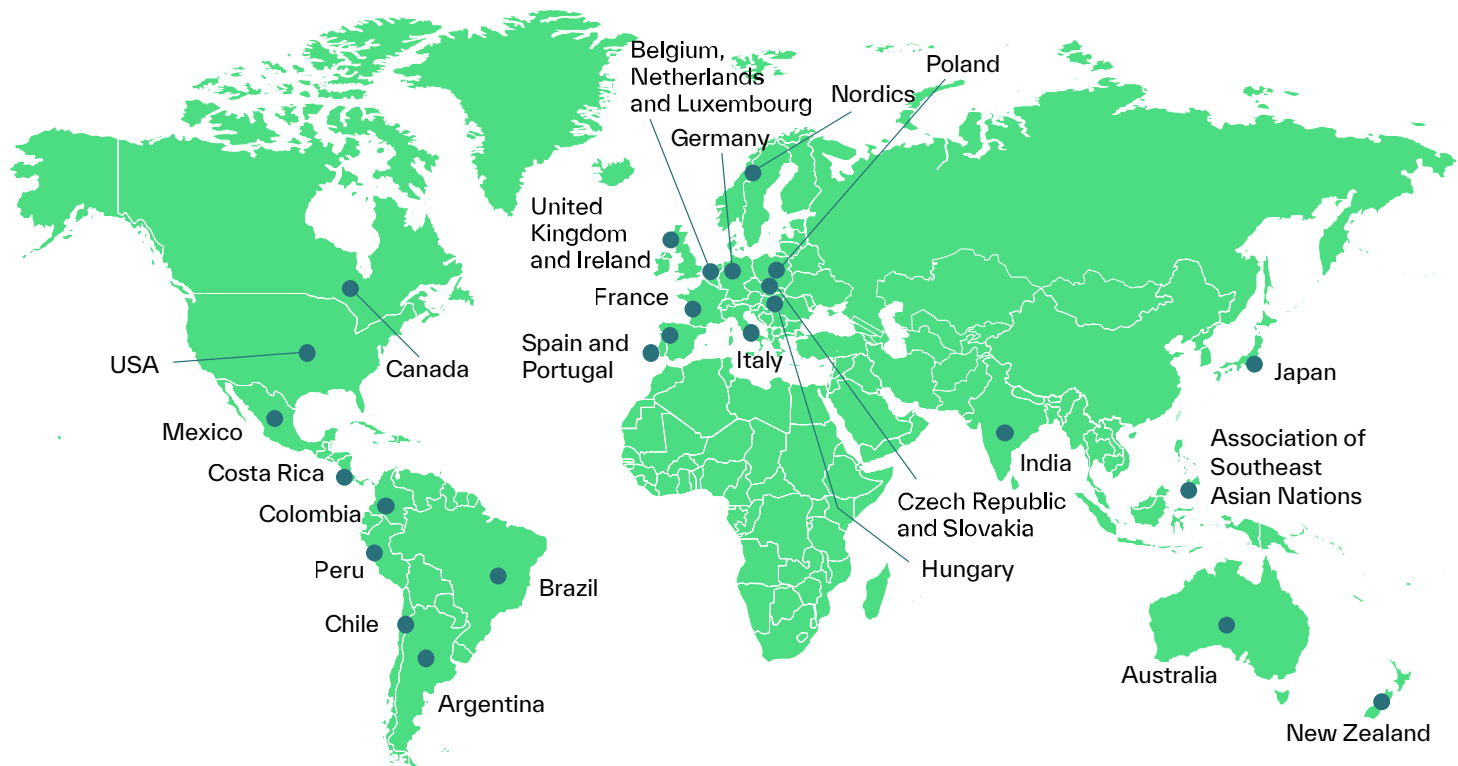 Belgium,
Netherlands
and Luxembourg
Poland
Nordics
Germany
United
Kingdom
and Ireland
France
Spain and
Portugal
Italy
USA
Canada
Japan
Mexico
Association of
Southeast
Asian Nations
India
Costa Rica
Colombia
Czech Republic
and Slovakia
Hungary
Peru
Brazil
Chile
Australia
Argentina
New Zealand